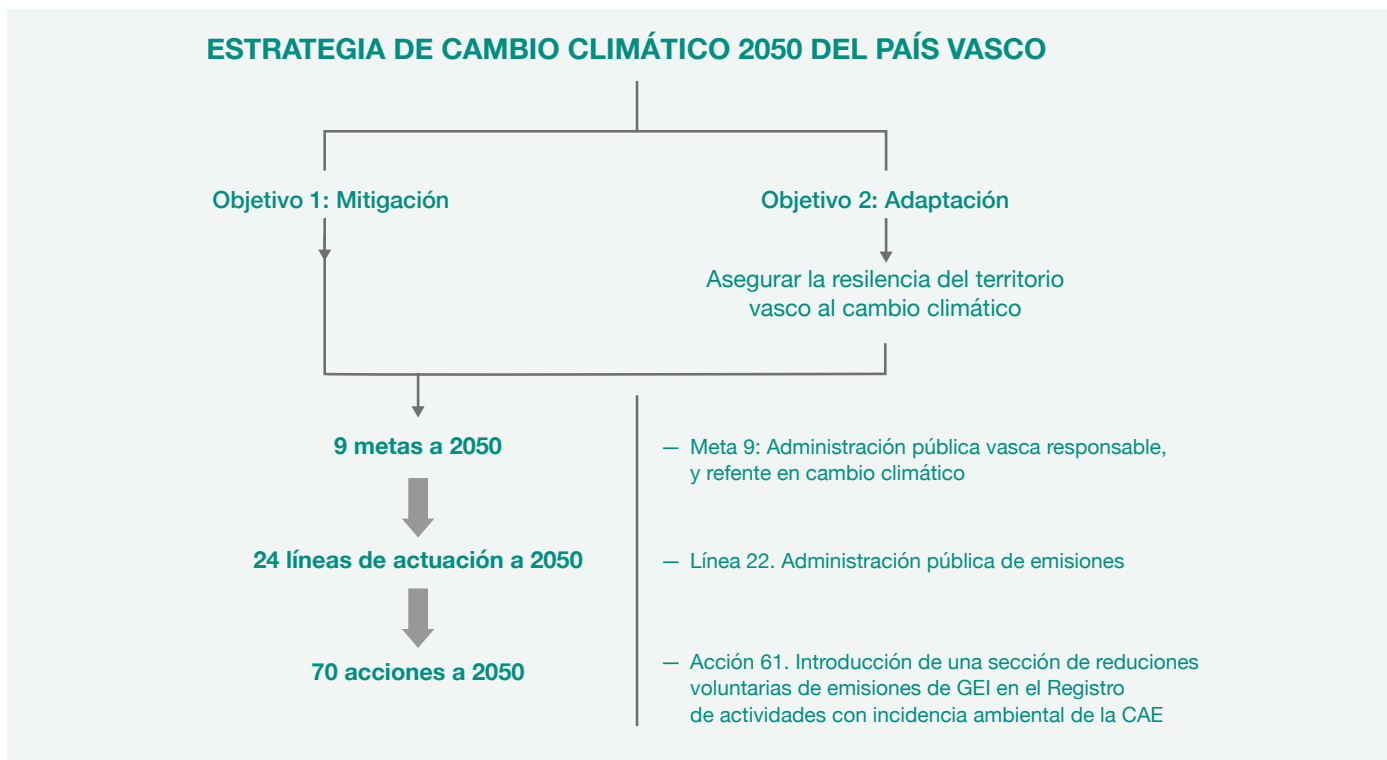 ESTRATEGIA DE CAMBIO CLIMÁTICO 2050 DEL PAÍS VASCO
Objetivo 1: Mitigación
Objetivo 2: Adaptación
Asegurar la resilencia del territorio
vasco al cambio climático
9 metas a 2050
— Meta 9: Administración pública vasca responsable,
y refente en cambio climático
24 líneas de actuación a 2050
— Línea 22. Administración pública de emisiones
70 acciones a 2050
— Acción 61. Introducción de una sección de reduciones
voluntarias de emisiones de GEI en el Registro
de actividades con incidencia ambiental de la CAE